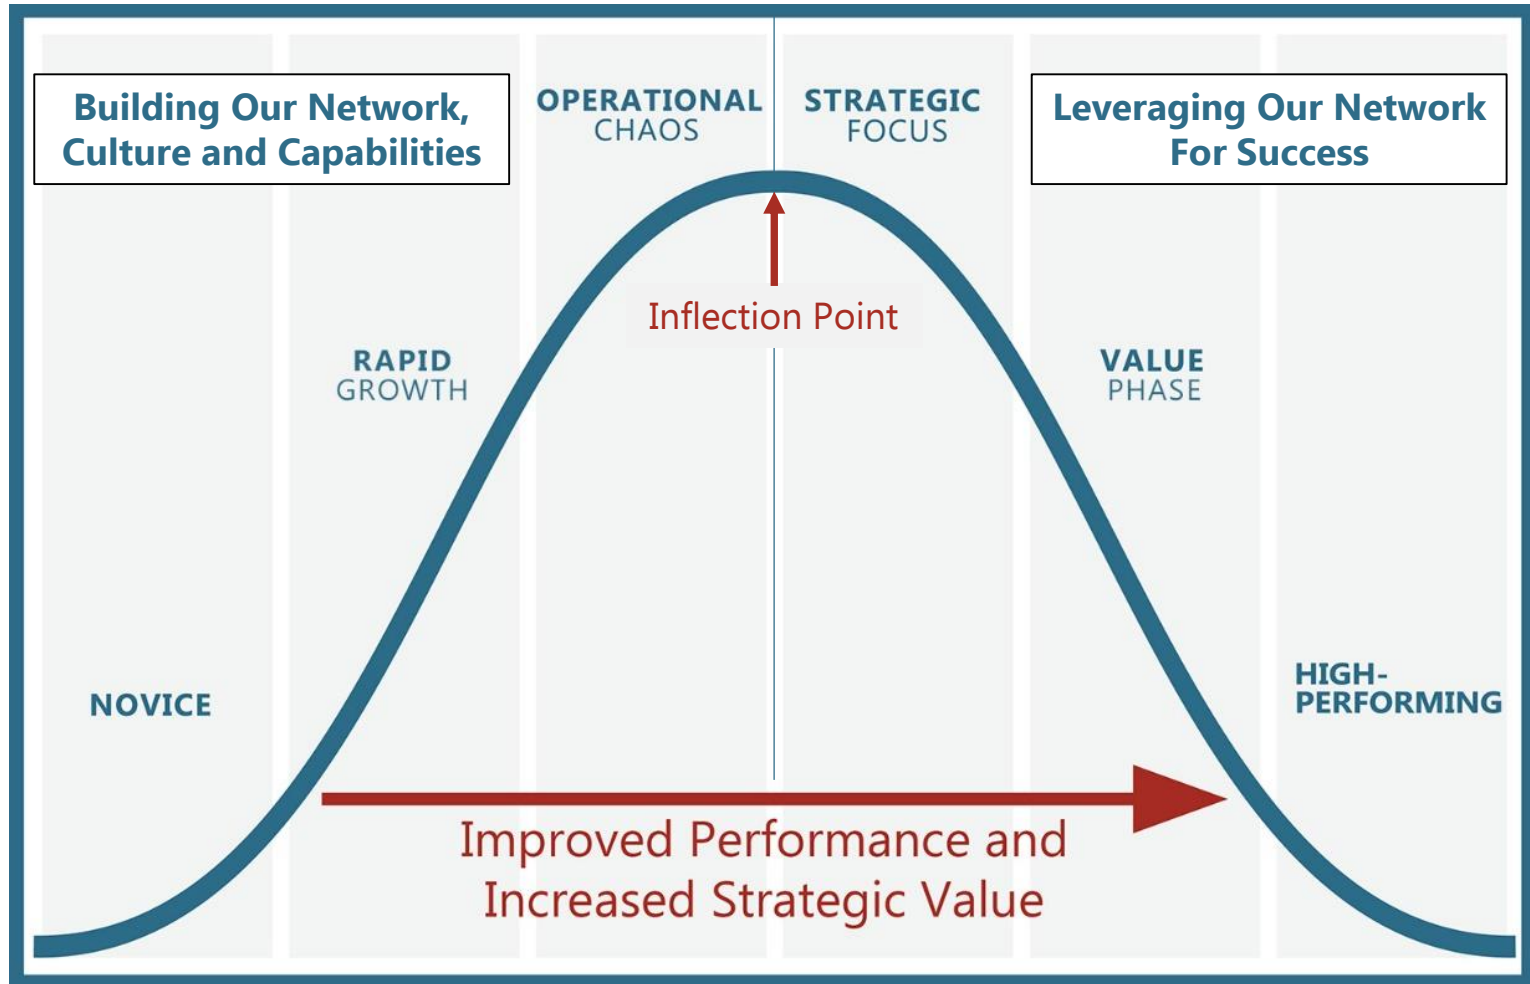 Building Our Network,
Culture and Capabilities
OPERATIONAL
CHAOS
STRATEGIC
FOCUS
Leveraging Our Network
For Success
Inflection Point
RAPID
GROWTH
VALUE
PHASE
NOVICE
HIGH-
PERFORMING
Improved Performance and
Increased Strategic Value